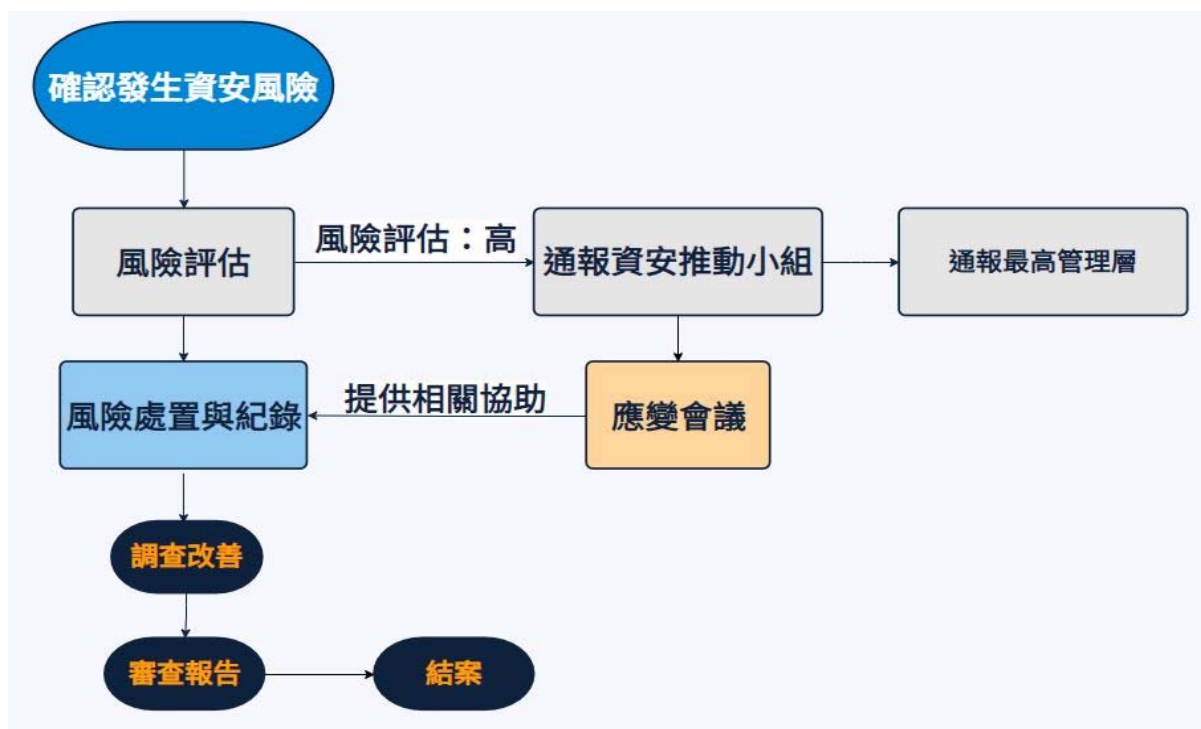 確認發生資安風險
風險評估
風險評估：高
通報資安推動小組
通報最高管理層
風險處置與紀錄
提供相關協助
應變會議
調查改善
審查報告
結案